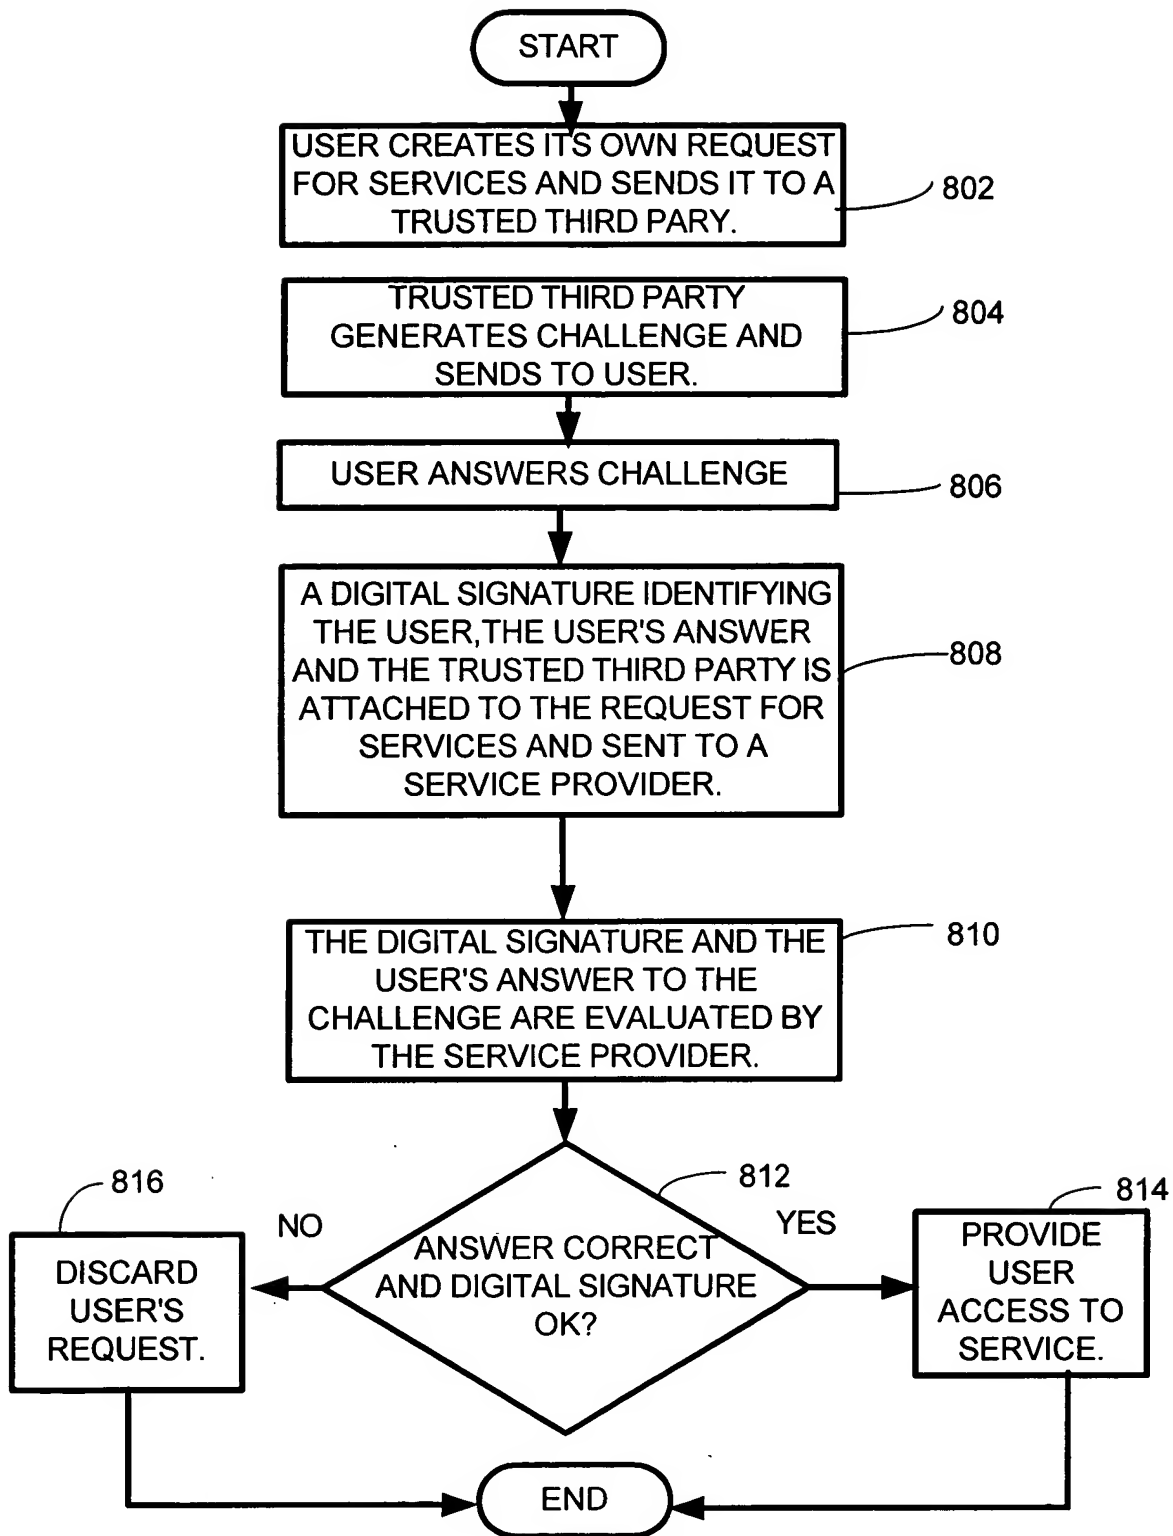 START
USER CREATES ITS OWN REQUEST
FOR SERVICES AND SENDS IT TO A
TRUSTED THIRD PARY.
802
TRUSTED THIRD PARTY
GENERATES CHALLENGE AND
SENDS TO USER.
804
USER ANSWERS CHALLENGE
806
A DIGITAL SIGNATURE IDENTIFYING
THE USER,THE USER'S ANSWER
AND THE TRUSTED THIRD PARTY IS
ATTACHED TO THE REQUEST FOR
SERVICES AND SENT TO A
SERVICE PROVIDER.
808
THE DIGITAL SIGNATURE AND THE
USER'S ANSWER TO THE
CHALLENGE ARE EVALUATED BY
THE SERVICE PROVIDER.
810
812
ANSWER CORRECT
AND DIGITAL SIGNATURE
OK?
NO
YES
816
DISCARD
USER'S
REQUEST.
814
PROVIDE
USER
ACCESS TO
SERVICE.
END